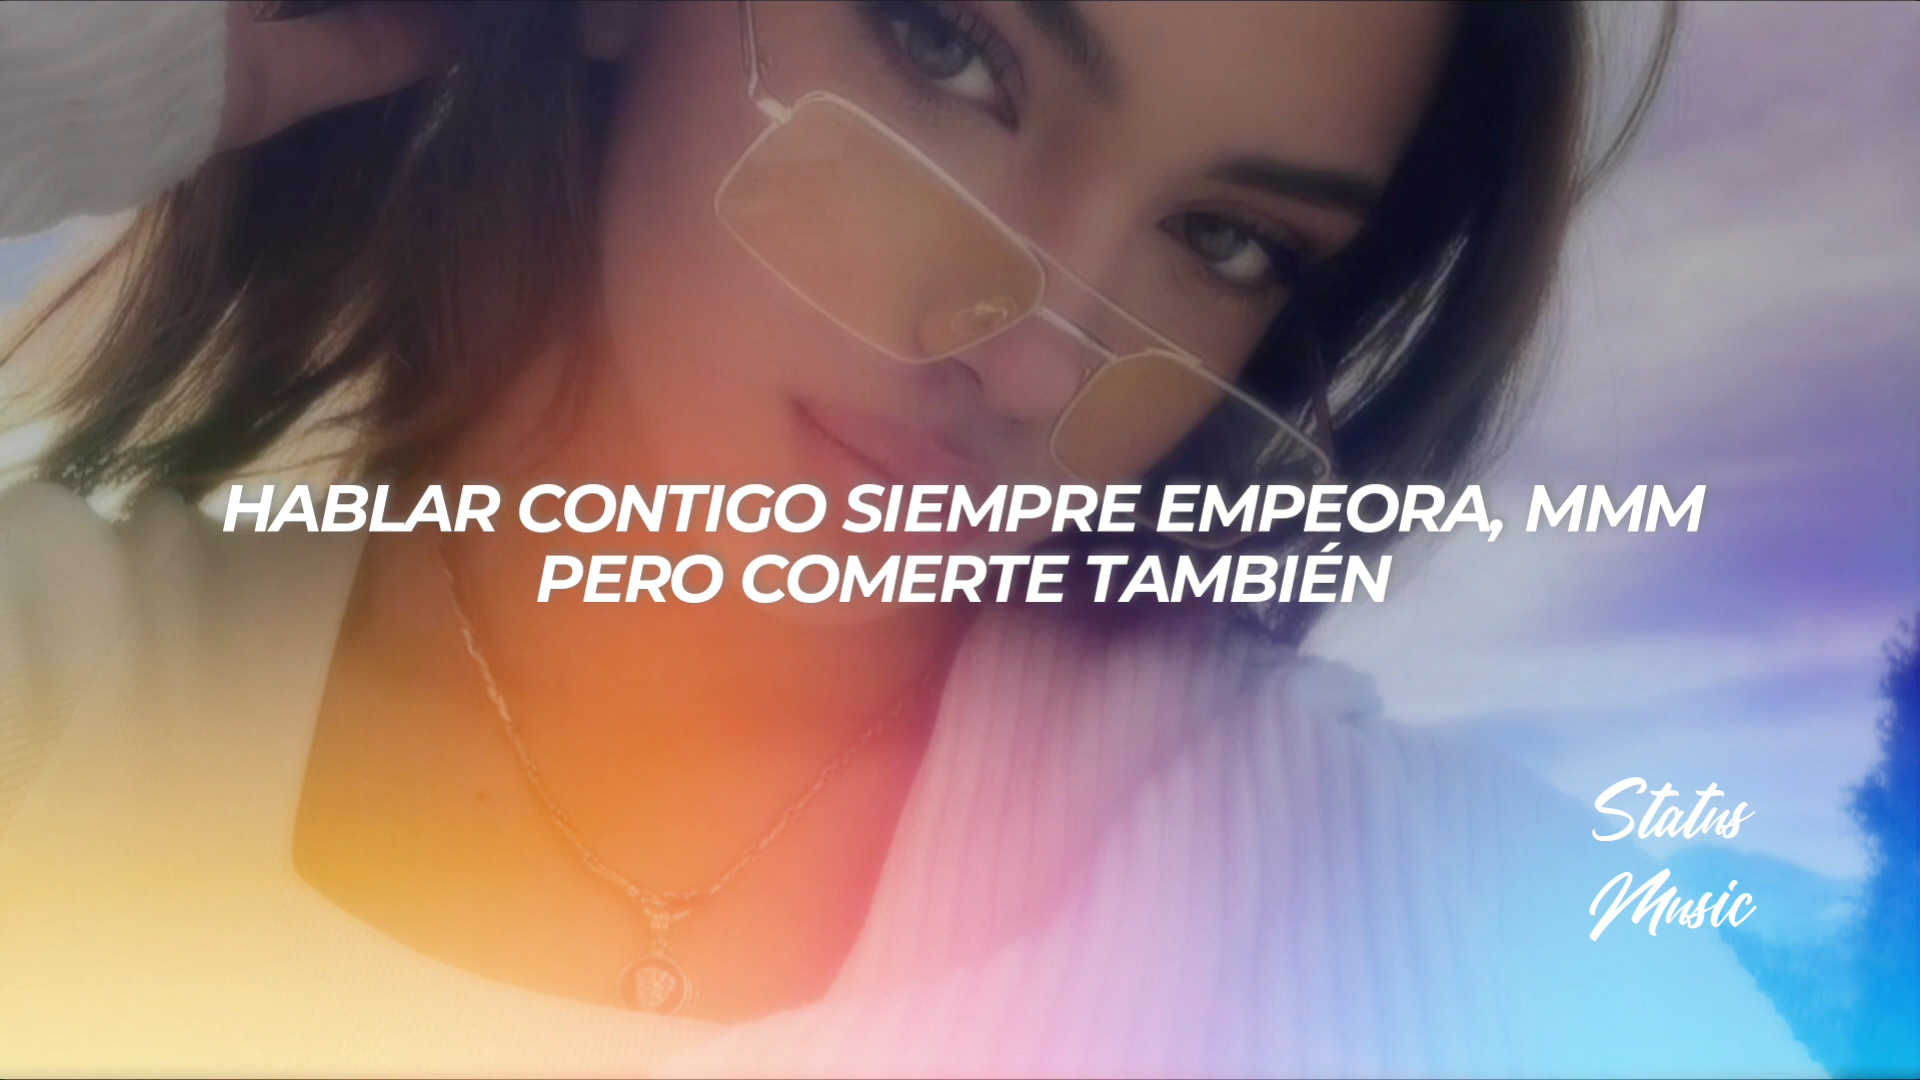 HABLAR CONTIGO SIEMPRE EMPEORA, MMM
PERO COMERTE TAMBIÉN
Status
Music